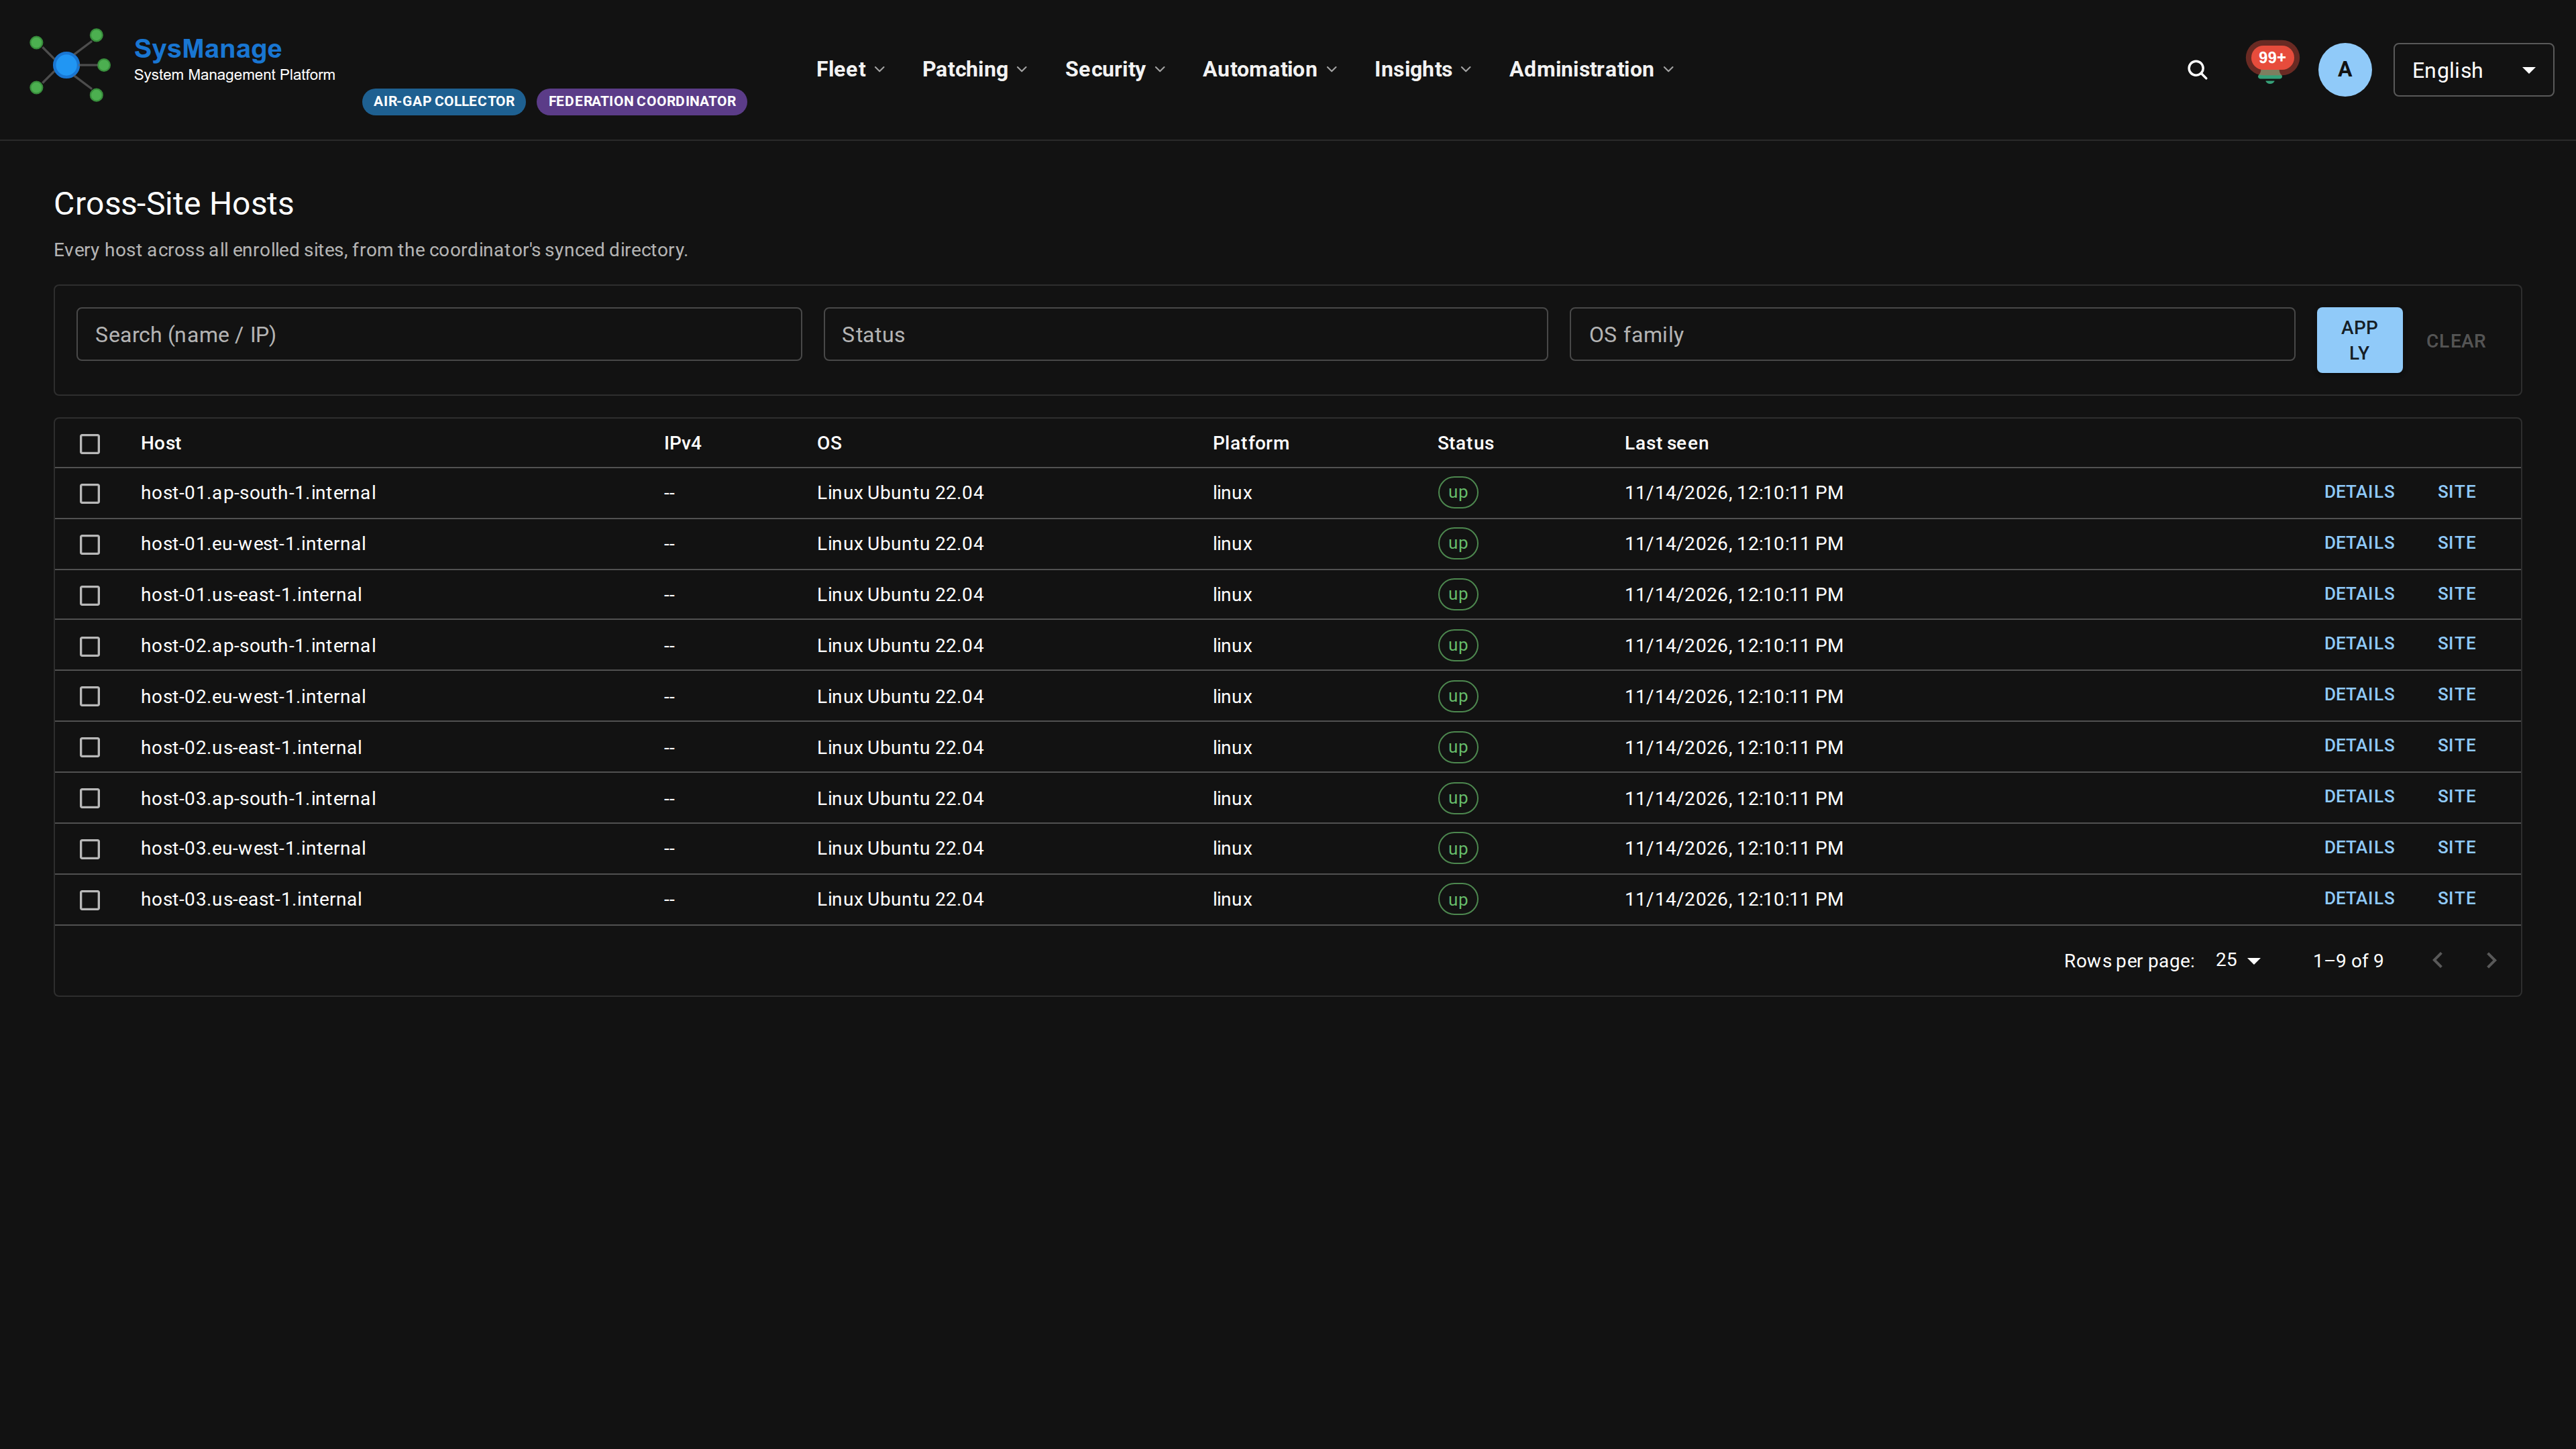 SysManage
System Management Platform
AIR-GAP COLLECTOR FEDERATION COORDINATOR
Fleet Patching Security Automation Insights Administration
99+ A English
Cross-Site Hosts
Every host across all enrolled sites, from the coordinator's synced directory.
Search (name / IP) Status OS family APP
LY CLEAR
Host IPv4 OS Platform Status Last seen
host-01.ap-south-1.internal -- Linux Ubuntu 22.04 linux up 11/14/2026, 12:10:11 PM DETAILS SITE
host-01.eu-west-1.internal -- Linux Ubuntu 22.04 linux up 11/14/2026, 12:10:11 PM DETAILS SITE
host-01.us-east-1.internal -- Linux Ubuntu 22.04 linux up 11/14/2026, 12:10:11 PM DETAILS SITE
host-02.ap-south-1.internal -- Linux Ubuntu 22.04 linux up 11/14/2026, 12:10:11 PM DETAILS SITE
host-02.eu-west-1.internal -- Linux Ubuntu 22.04 linux up 11/14/2026, 12:10:11 PM DETAILS SITE
host-02.us-east-1.internal -- Linux Ubuntu 22.04 linux up 11/14/2026, 12:10:11 PM DETAILS SITE
host-03.ap-south-1.internal -- Linux Ubuntu 22.04 linux up 11/14/2026, 12:10:11 PM DETAILS SITE
host-03.eu-west-1.internal -- Linux Ubuntu 22.04 linux up 11/14/2026, 12:10:11 PM DETAILS SITE
host-03.us-east-1.internal -- Linux Ubuntu 22.04 linux up 11/14/2026, 12:10:11 PM DETAILS SITE
Rows per page: 25 1–9 of 9